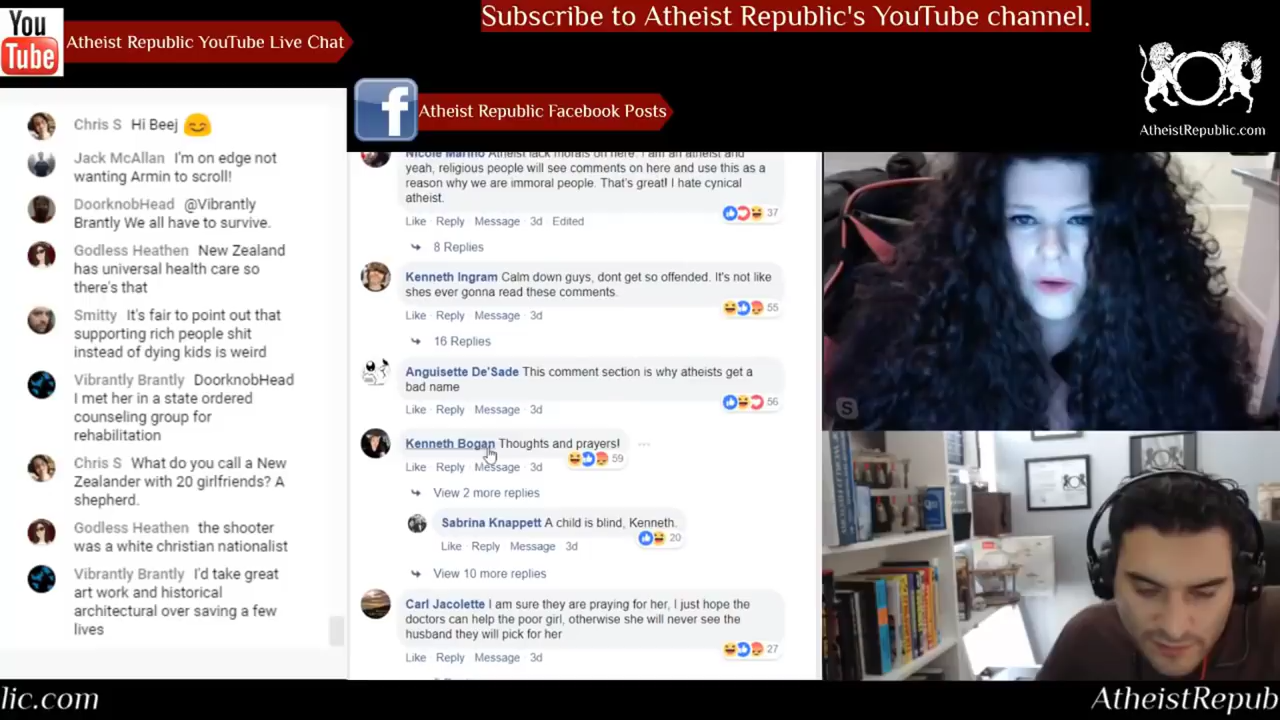 Subscribe to Atheist Republic's YouTube channel.
You
Tube
Atheist Republic YouTube Live Chat
AtheistRepublic.com
f
Atheist Republic Facebook Posts
Chris S Hi Beej
Jack McAllan I'm on edge not
wanting Armin to scroll!
DoorknobHead @Vibrantly
Brantly We all have to survive.
Godless Heathen New Zealand
has universal health care so
there's that
Smitty It's fair to point out that
supporting rich people shit
instead of dying kids is weird
Vibrantly Brantly DoorknobHead
I met her in a state ordered
counseling group for
rehabilitation
Chris S What do you call a New
Zealander with 20 girlfriends? A
shepherd.
Godless Heathen the shooter
was a white christian nationalist
Vibrantly Brantly I'd take great
art work and historical
architectural over saving a few
lives
Nicole Marino Atheist lack morals on here. I am an atheist and
yeah, religious people will see comments on here and use this as a
reason why we are immoral people. That's great! I hate cynical
atheist.
37
Like · Reply · Message · 3d · Edited
8 Replies
Kenneth Ingram Calm down guys, dont get so offended. It's not like
shes ever gonna read these comments.
55
Like · Reply · Message · 3d
16 Replies
Anguisette De'Sade This comment section is why atheists get a
bad name
56
Like · Reply · Message · 3d
Kenneth Bogan Thoughts and prayers!
59
Like · Reply · Message · 3d
View 2 more replies
Sabrina Knappett A child is blind, Kenneth.
20
Like · Reply · Message · 3d
View 10 more replies
Carl Jacolette I am sure they are praying for her, I just hope the
doctors can help the poor girl, otherwise she will never see the
husband they will pick for her
27
Like · Reply · Message · 3d
lic.com
AtheistRepub